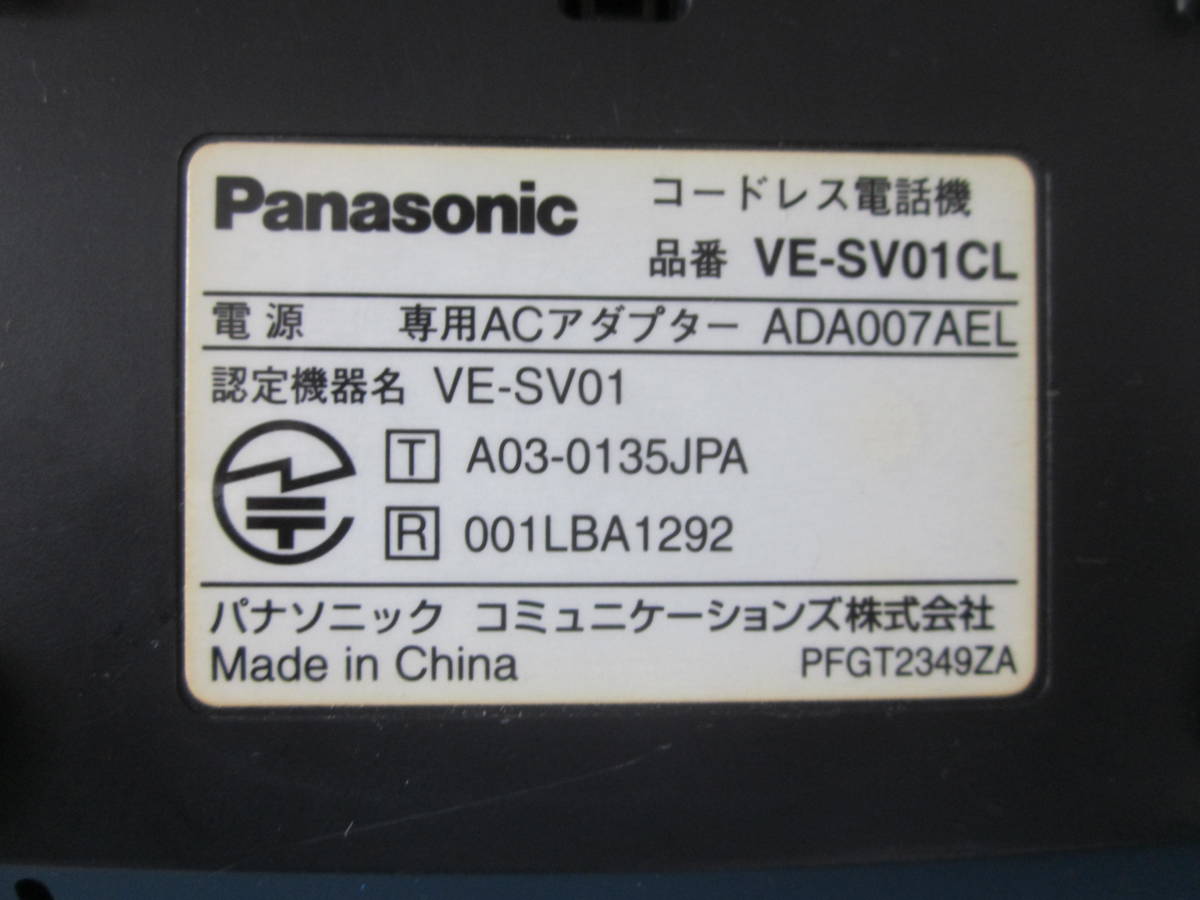 Panasonic コードレス電話機
品番 VE-SV01CL
電源 専用ACアダプター ADA007AEL
認定機器名 VE-SV01
T A03-0135JPA
R 001LBA1292
パナソニック コミュニケーションズ株式会社
Made in China PFGT2349ZA